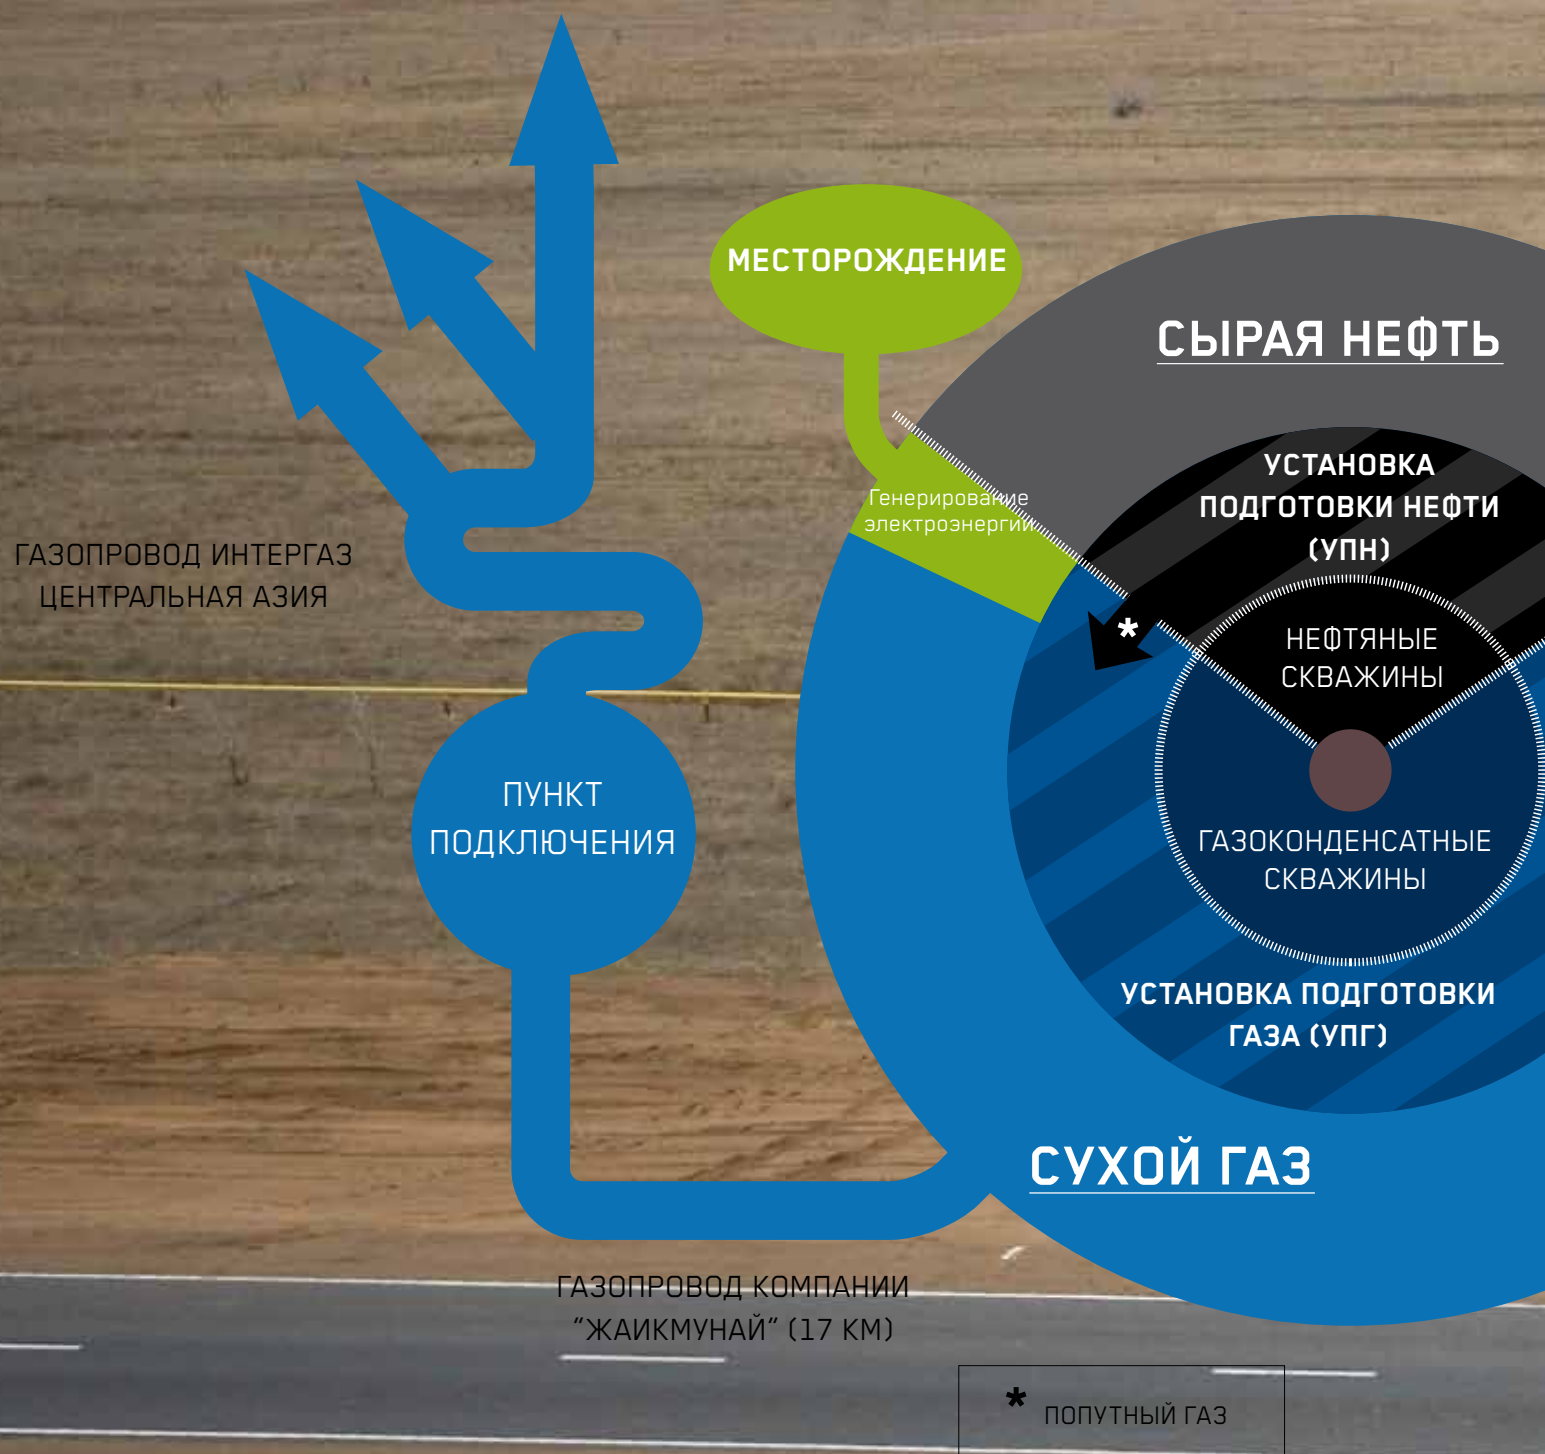 МЕСТОРОЖДЕНИЕ
СЫРАЯ НЕФТЬ
УСТАНОВКА
ПОДГОТОВКИ НЕФТИ
(УПН)
Генерирование
электроэнергии
ГАЗОПРОВОД ИНТЕРГАЗ
ЦЕНТРАЛЬНАЯ АЗИЯ
*
НЕФТЯНЫЕ
СКВАЖИНЫ
ПУНКТ
ПОДКЛЮЧЕНИЯ
ГАЗОКОНДЕНСАТНЫЕ
СКВАЖИНЫ
УСТАНОВКА ПОДГОТОВКИ
ГАЗА (УПГ)
СУХОЙ ГАЗ
ГАЗОПРОВОД КОМПАНИИ
“ЖАИКМУНАЙ“ (17 КМ)
* ПОПУТНЫЙ ГАЗ